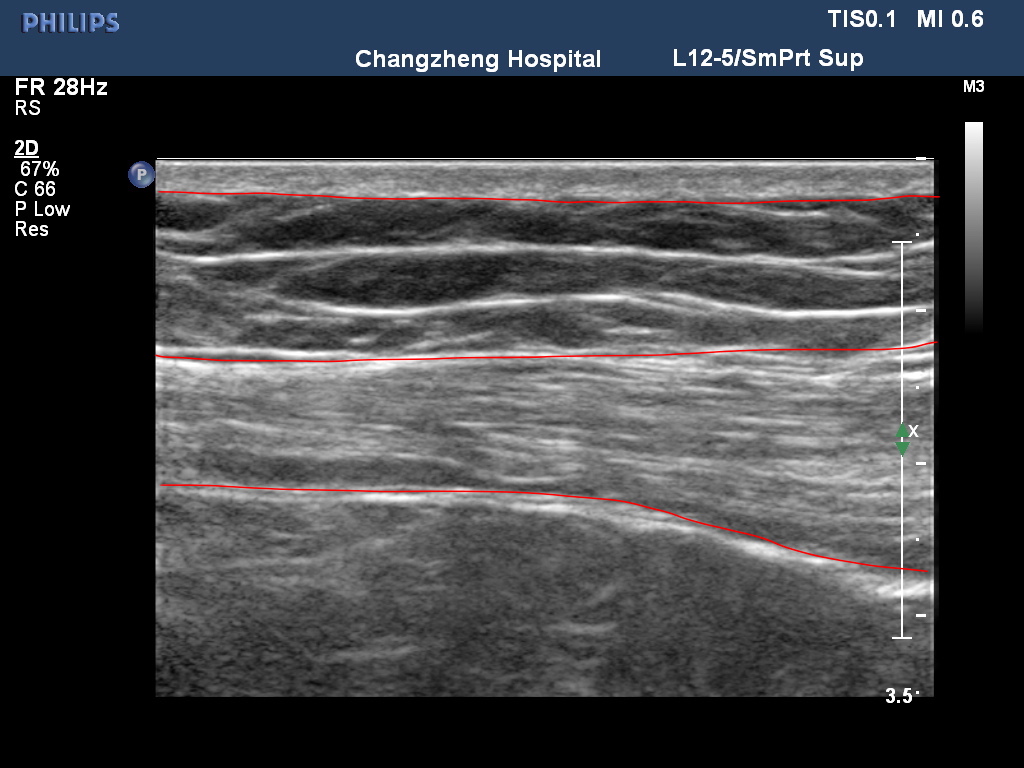 PHILIPS
TIS0.1 MI 0.6
Changzheng Hospital
L12-5/SmPrt Sup
FR 28Hz
RS
M3
2D
67%
C 66
P Low
Res
P
X
3.5